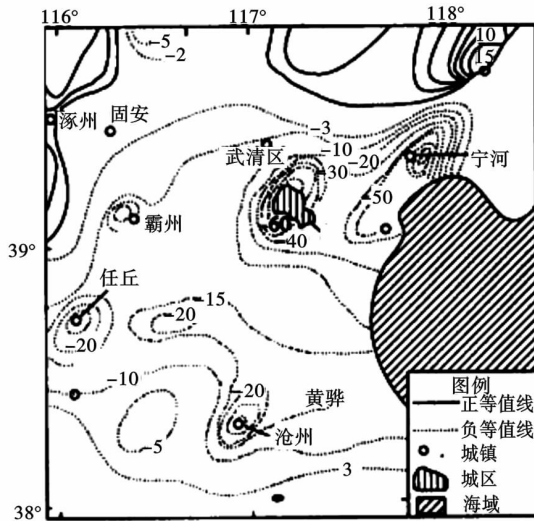 116°
117°
118°
-5
-2
10
15
涿州
固安
-3
武清区
-10
-20
-30
宁河
-50
霸州
-40
39°
任丘
-15
-20
-20
-10
-20
黄骅
沧州
-5
3
38°
图例
正等值线
负等值线
城镇
城区
海域